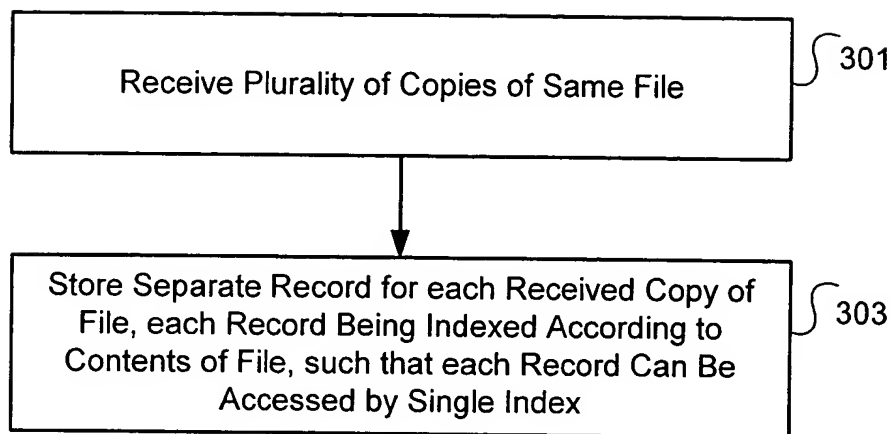 Receive Plurality of Copies of Same File
301
Store Separate Record for each Received Copy of
File, each Record Being Indexed According to
Contents of File, such that each Record Can Be
Accessed by Single Index
303